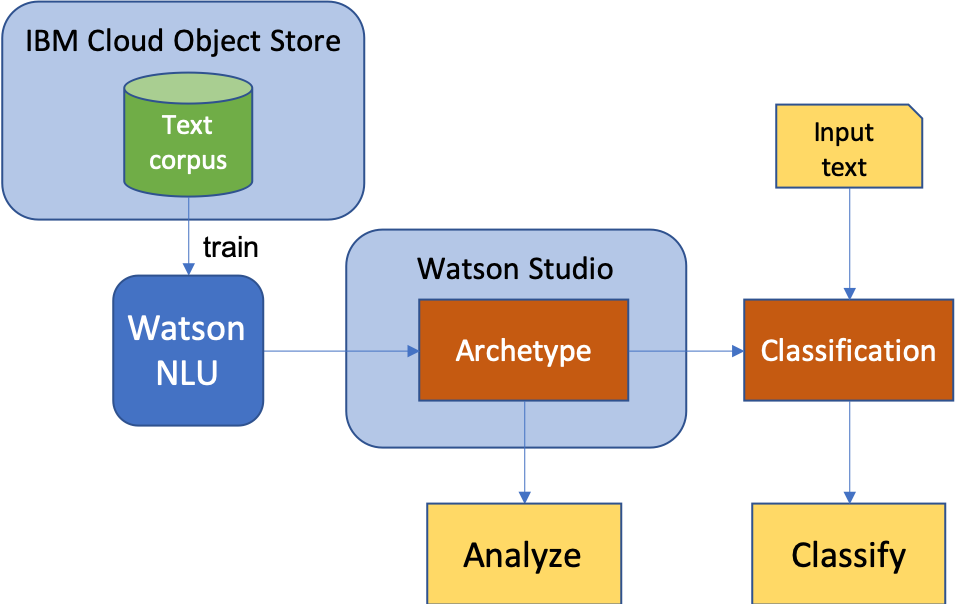 IBM Cloud Object Store
Text
corpus
train
Input
text
Watson
NLU
Watson Studio
Archetype
Classification
Analyze
Classify